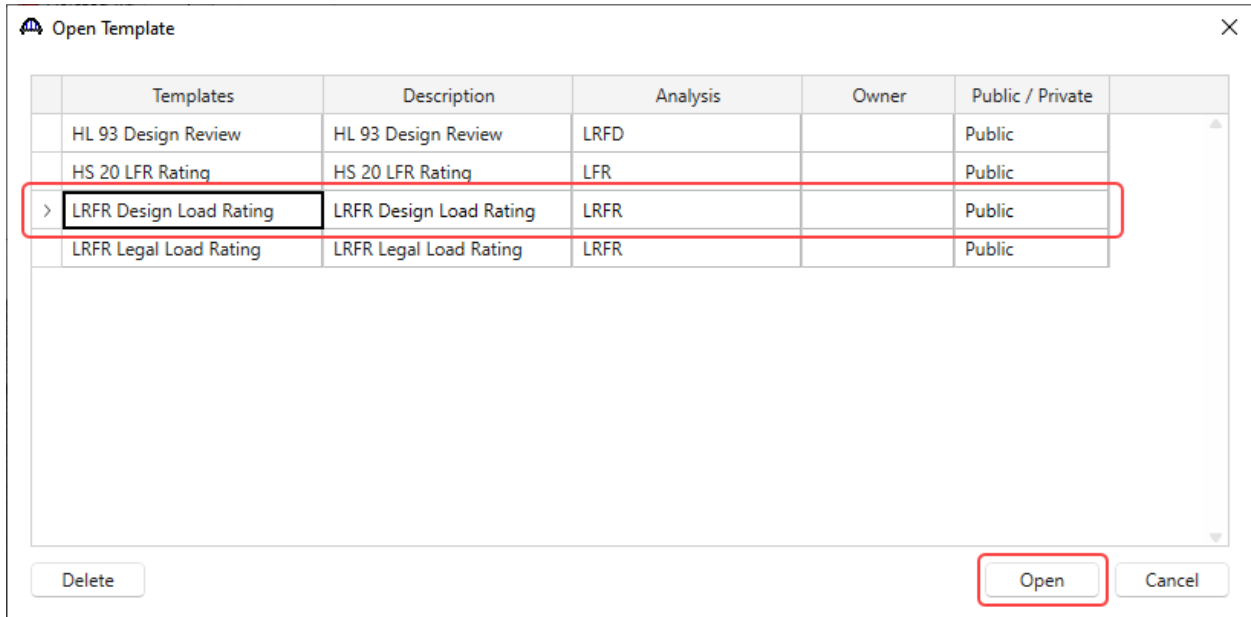 Open Template
Templates Description Analysis Owner Public / Private
HL 93 Design Review HL 93 Design Review LRFD Public
HS 20 LFR Rating HS 20 LFR Rating LFR Public
LRFR Design Load Rating LRFR Design Load Rating LRFR Public
LRFR Legal Load Rating LRFR Legal Load Rating LRFR Public
Delete Open Cancel